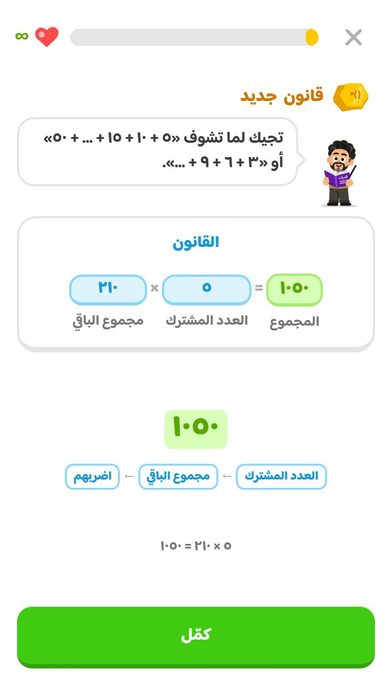 ∞
قانون جديد
×()
تجيك لما تشوف «٥ + ١٠ + ١٥ + ... + ٥٠»
أو «٣ + ٦ + ٩ + ...».
القانون
١٠٥٠ = ٥ × ٢١٠
المجموع العدد المشترك مجموع الباقي
١٠٥٠
العدد المشترك ← مجموع الباقي ← اضربهم
٥ × ٢١٠ = ١٠٥٠
كمّل